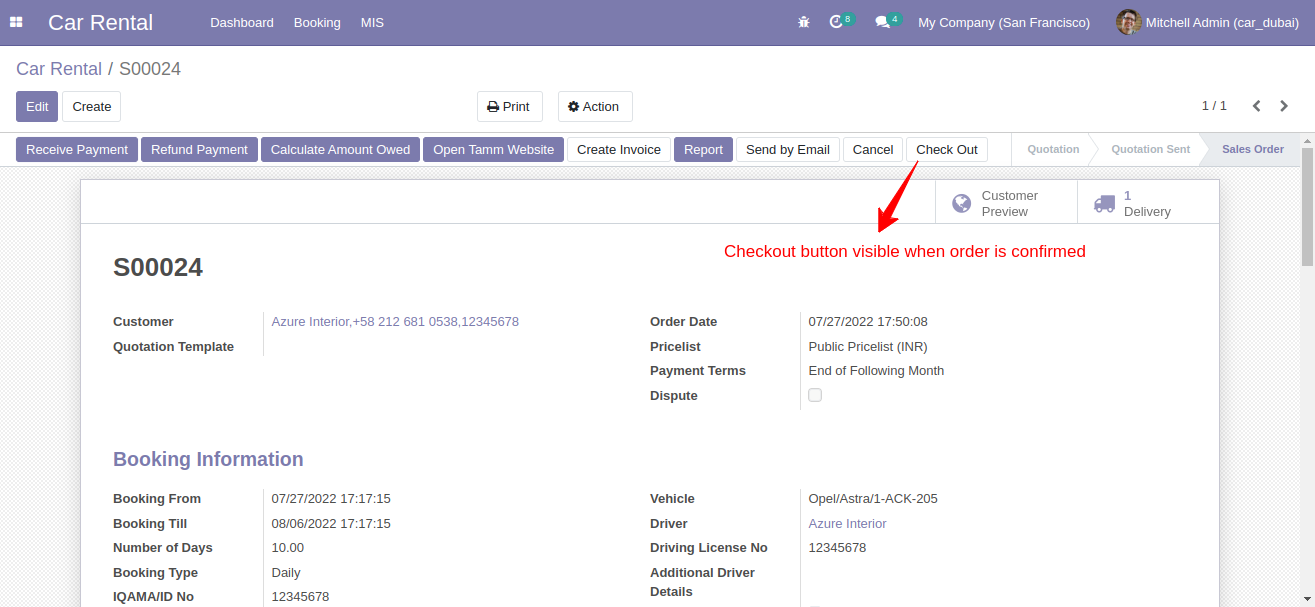 Car Rental Dashboard Booking MIS 8 4 My Company (San Francisco) Mitchell Admin (car_dubai)
Car Rental / S00024
Edit Create Print Action 1 / 1
Receive Payment Refund Payment Calculate Amount Owed Open Tamm Website Create Invoice Report Send by Email Cancel Check Out Quotation Quotation Sent Sales Order
Customer Preview 1 Delivery
Checkout button visible when order is confirmed
S00024
Customer Azure Interior,+58 212 681 0538,12345678 Order Date 07/27/2022 17:50:08
Quotation Template Pricelist Public Pricelist (INR)
Payment Terms End of Following Month
Dispute
Booking Information
Booking From 07/27/2022 17:17:15 Vehicle Opel/Astra/1-ACK-205
Booking Till 08/06/2022 17:17:15 Driver Azure Interior
Number of Days 10.00 Driving License No 12345678
Booking Type Daily Additional Driver Details
IQAMA/ID No 12345678